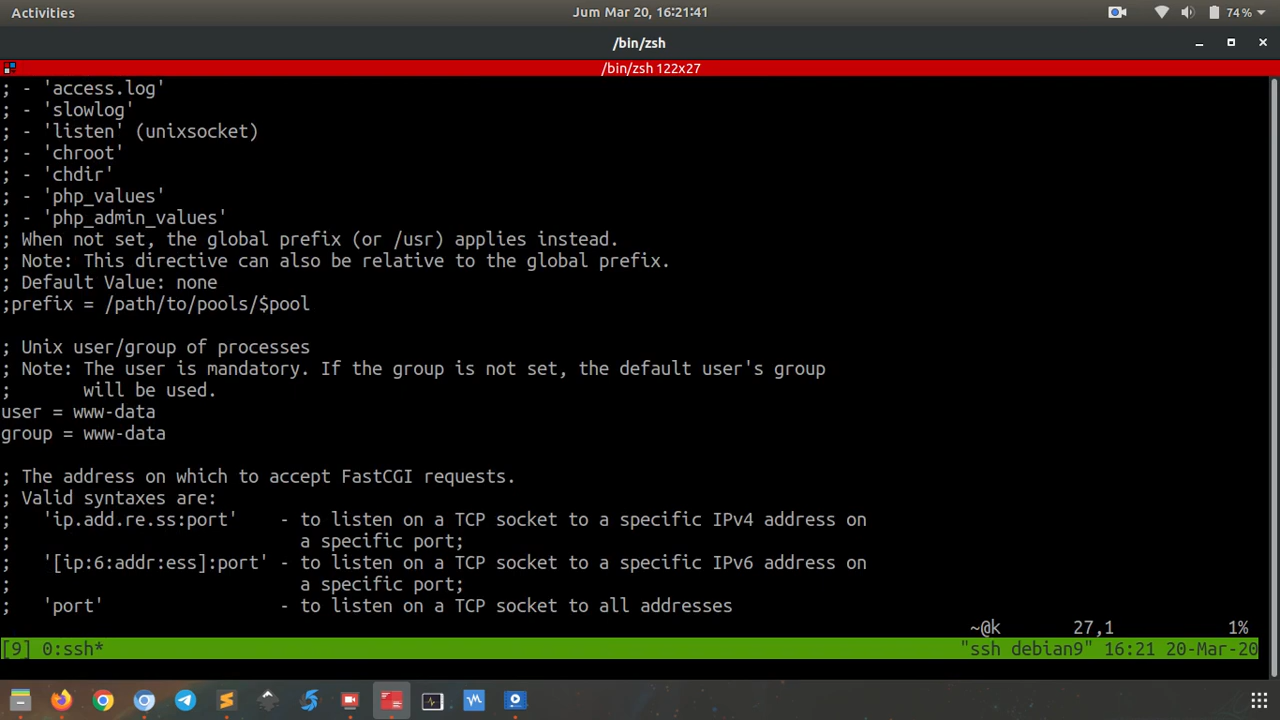 Activities
Jum Mar 20, 16:21:41
74%
/bin/zsh
/bin/zsh 122x27
; - 'access.log'
; - 'slowlog'
; - 'listen' (unixsocket)
; - 'chroot'
; - 'chdir'
; - 'php_values'
; - 'php_admin_values'
; When not set, the global prefix (or /usr) applies instead.
; Note: This directive can also be relative to the global prefix.
; Default Value: none
;prefix = /path/to/pools/$pool
; Unix user/group of processes
; Note: The user is mandatory. If the group is not set, the default user's group
;       will be used.
user = www-data
group = www-data
; The address on which to accept FastCGI requests.
; Valid syntaxes are:
;   'ip.add.re.ss:port'    - to listen on a TCP socket to a specific IPv4 address on
;                            a specific port;
;   '[ip:6:addr:ess]:port' - to listen on a TCP socket to a specific IPv6 address on
;                            a specific port;
;   'port'                 - to listen on a TCP socket to all addresses
~@k 27,1 1%
[9] 0:ssh* "ssh debian9" 16:21 20-Mar-20